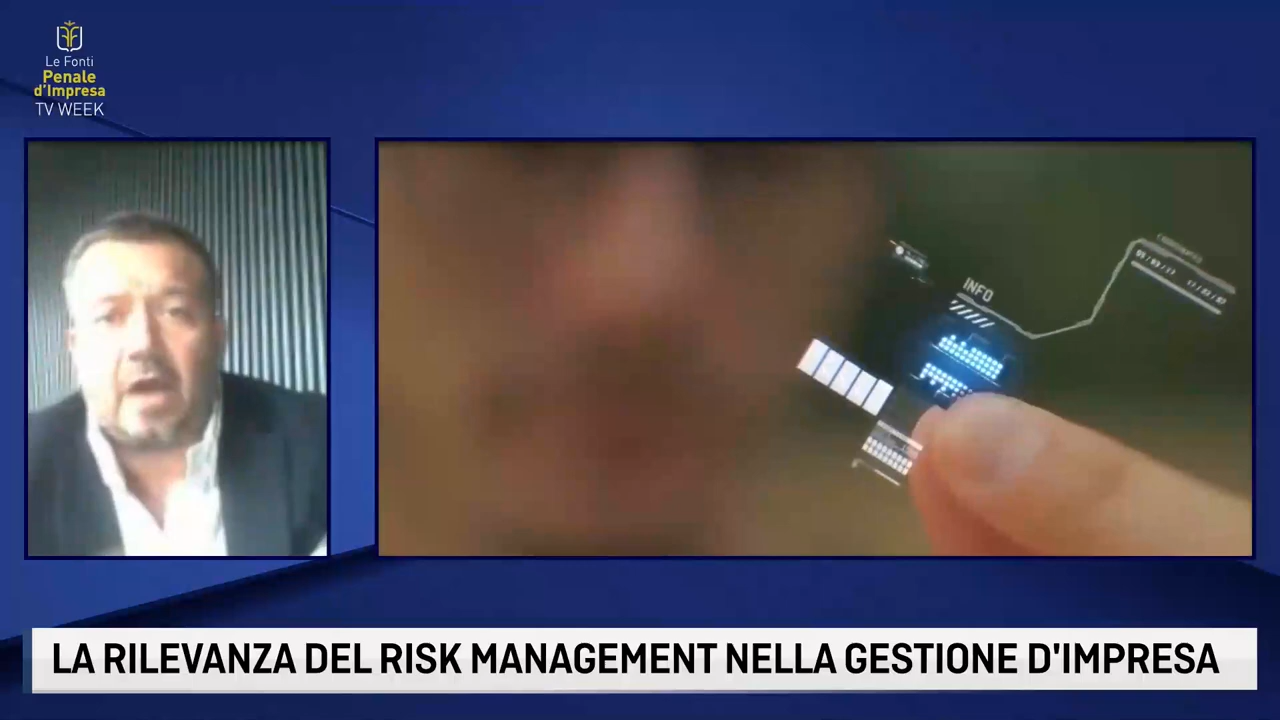 Le Fonti
Penale
d'Impresa
TV WEEK
INFO
LA RILEVANZA DEL RISK MANAGEMENT NELLA GESTIONE D'IMPRESA